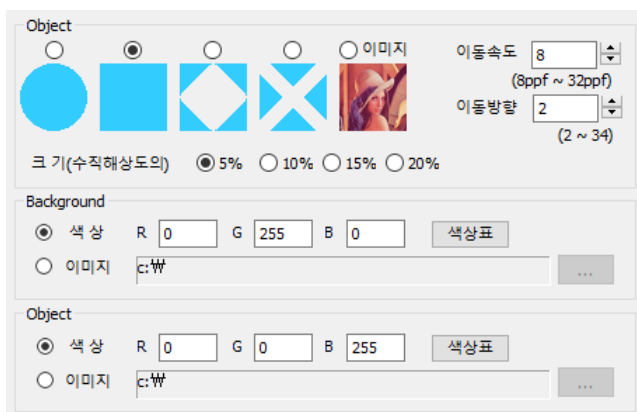 Object
이미지
이동속도 8
(8ppf ~ 32ppf)
이동방향 2
(2 ~ 34)
크 기(수직해상도의) 5% 10% 15% 20%
Background
색 상 R 0 G 255 B 0 색상표
이미지 c:₩ ...
Object
색 상 R 0 G 0 B 255 색상표
이미지 c:₩ ...